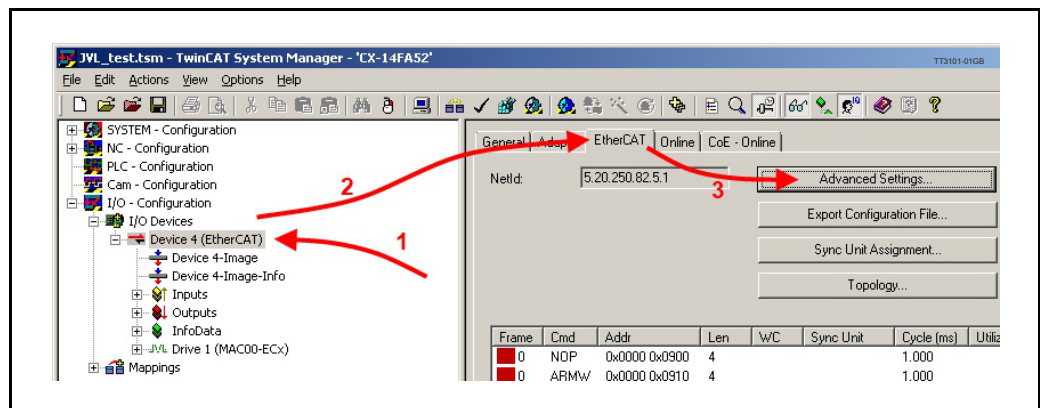 JVL_test.tsm - TwinCAT System Manager - 'CX-14FA52'
TT3101-01GB
File Edit Actions View Options Help
SYSTEM - Configuration
NC - Configuration
PLC - Configuration
Cam - Configuration
I/O - Configuration
I/O Devices
Device 4 (EtherCAT)
Device 4-Image
Device 4-Image-Info
Inputs
Outputs
InfoData
JVL Drive 1 (MAC00-ECx)
Mappings
2
1
General EtherCAT Online CoE - Online
NetId: 5.20.250.82.5.1
3
Advanced Settings...
Export Configuration File...
Sync Unit Assignment...
Topology...
Frame Cmd Addr Len WC Sync Unit Cycle (ms)
0 NOP 0x0000 0x0900 4 1.000
0 ARMW 0x0000 0x0910 4 1.000